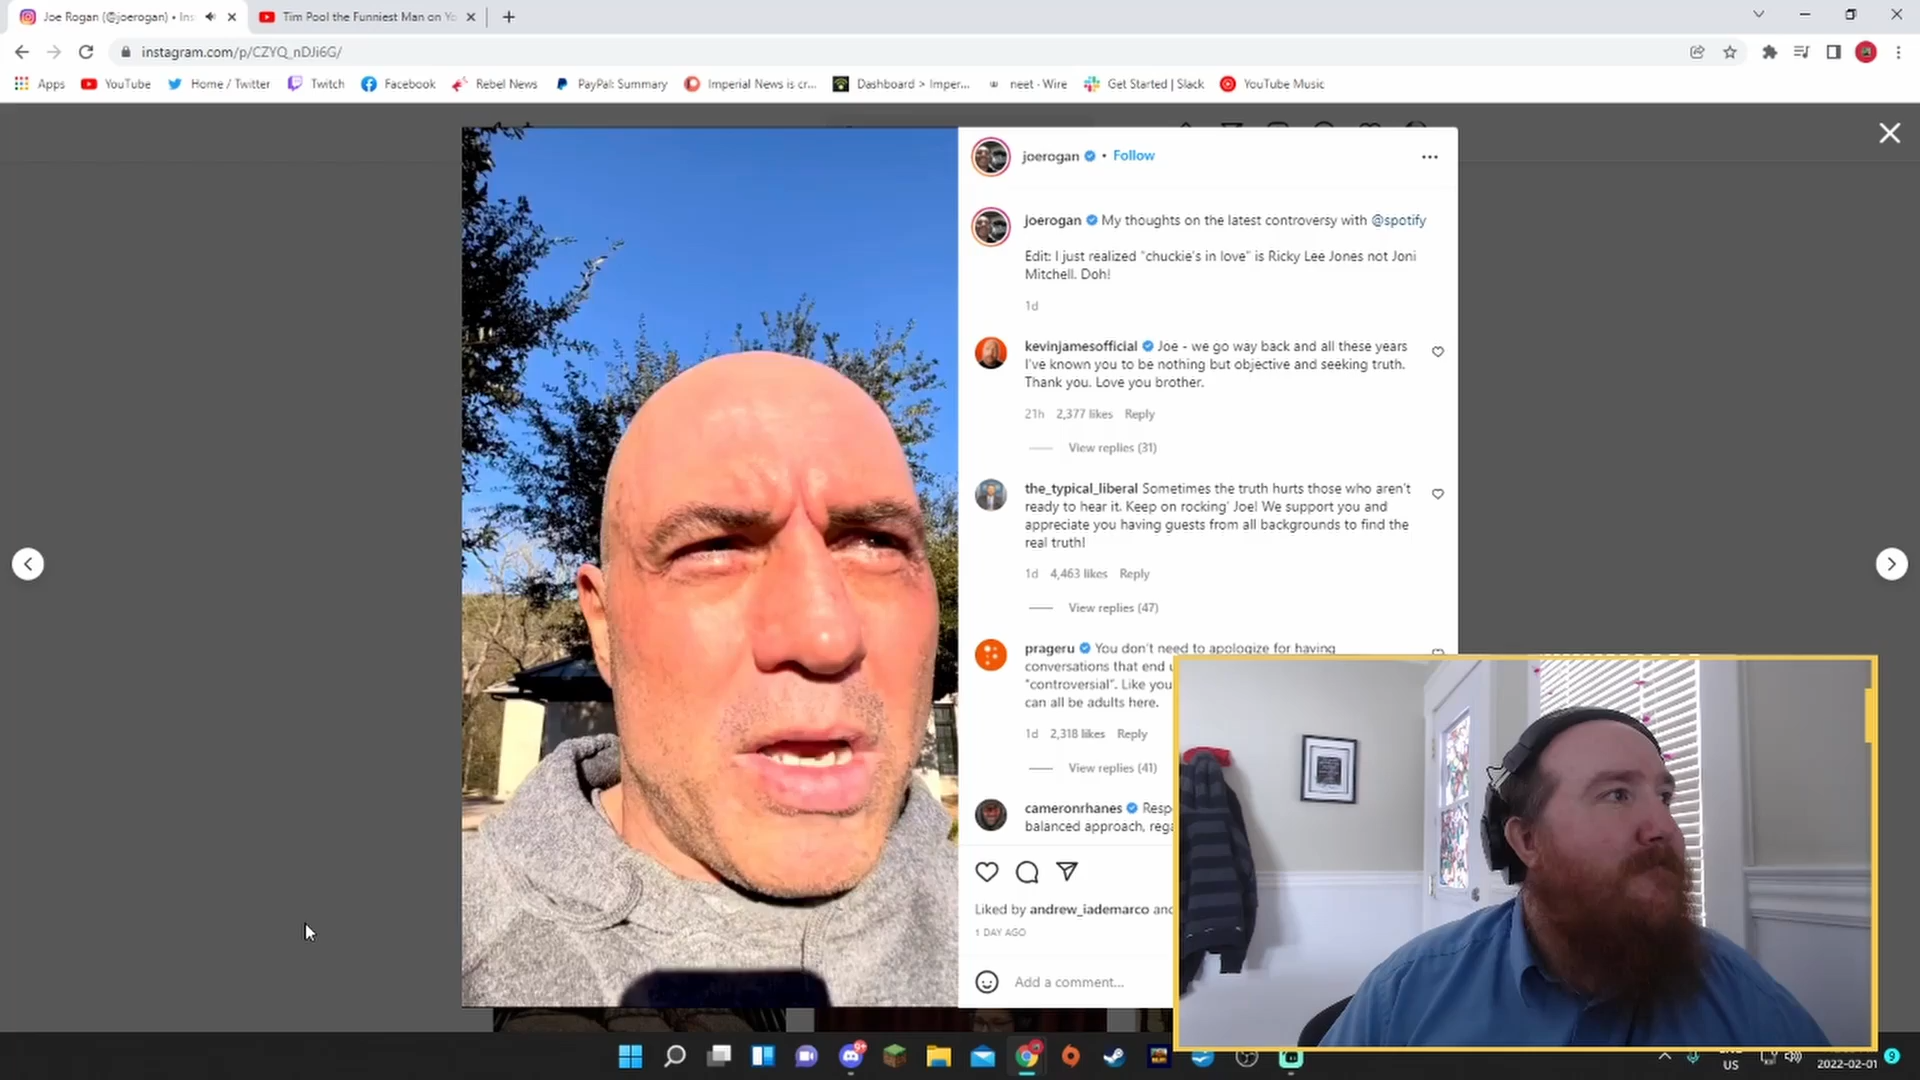 Joe Rogan (@joerogan) • Ins
Tim Pool the Funniest Man on Yo
instagram.com/p/CZYQ_nDJi6G/
Apps
YouTube
Home / Twitter
Twitch
Facebook
Rebel News
PayPal: Summary
Imperial News is cr...
Dashboard > Imper...
neet · Wire
Get Started | Slack
YouTube Music
joerogan • Follow
joerogan My thoughts on the latest controversy with @spotify
Edit: I just realized "chuckie's in love" is Ricky Lee Jones not Joni
Mitchell. Doh!
1d
kevinjamesofficial Joe - we go way back and all these years
I've known you to be nothing but objective and seeking truth.
Thank you. Love you brother.
21h 2,377 likes Reply
View replies (31)
the_typical_liberal Sometimes the truth hurts those who aren't
ready to hear it. Keep on rocking' Joe! We support you and
appreciate you having guests from all backgrounds to find the
real truth!
1d 4,463 likes Reply
View replies (47)
prageru You don't need to apologize for having
conversations that end
"controversial". Like you
can all be adults here.
1d 2,318 likes Reply
View replies (41)
cameronrhanes Resp
balanced approach, rega
Liked by andrew_iademarco and
1 DAY AGO
Add a comment...
9+
US
2022-02-01
9